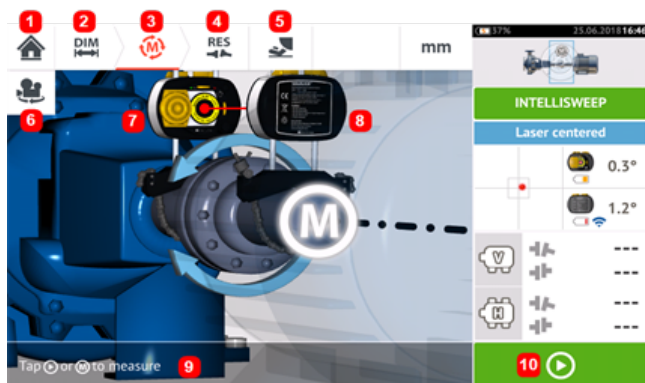 1
2
3
4
5
DIM
M
RES
mm
37%
25.06.2018 16:46
6
7
8
INTELLISWEEP
Laser centered
0.3°
1.2°
M
V
---
---
H
---
---
Tap or M to measure
9
10